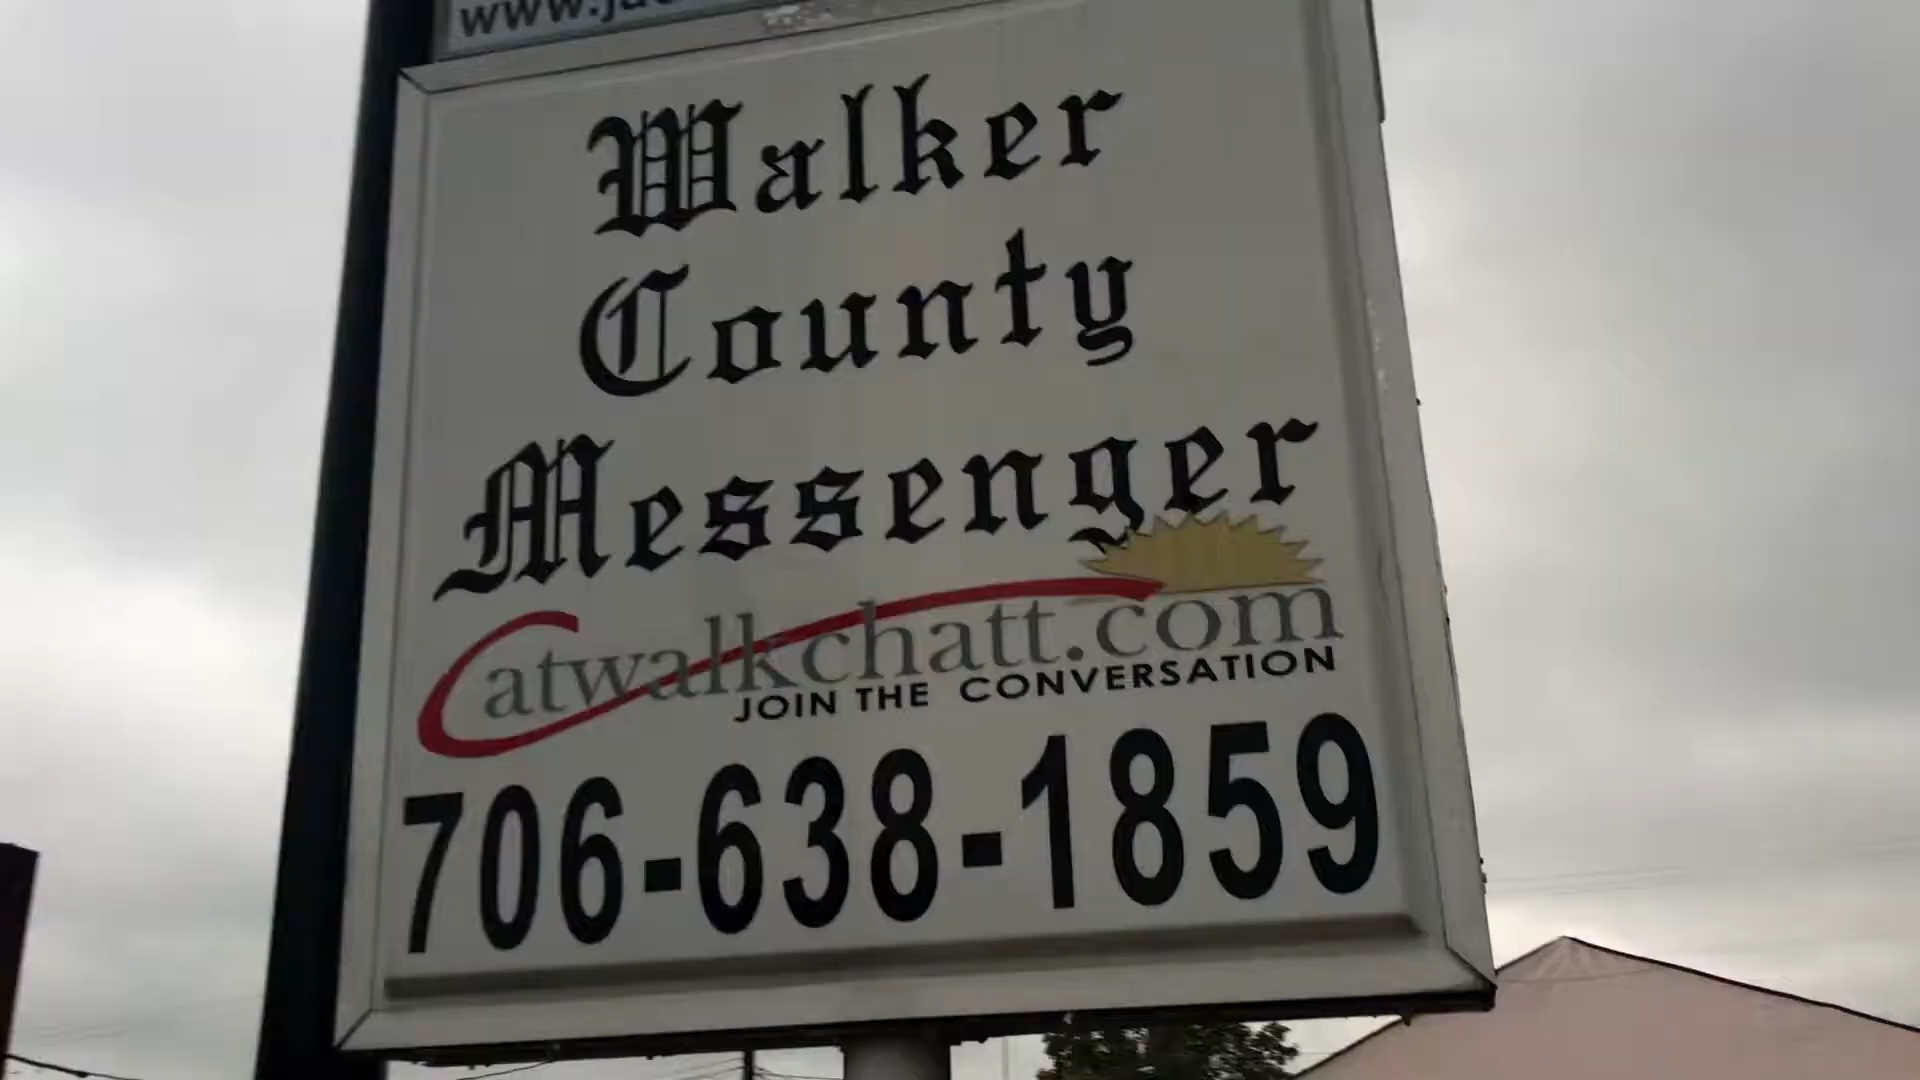 Walker
County
Messenger
Catwalkchatt.com
JOIN THE CONVERSATION
706-638-1859